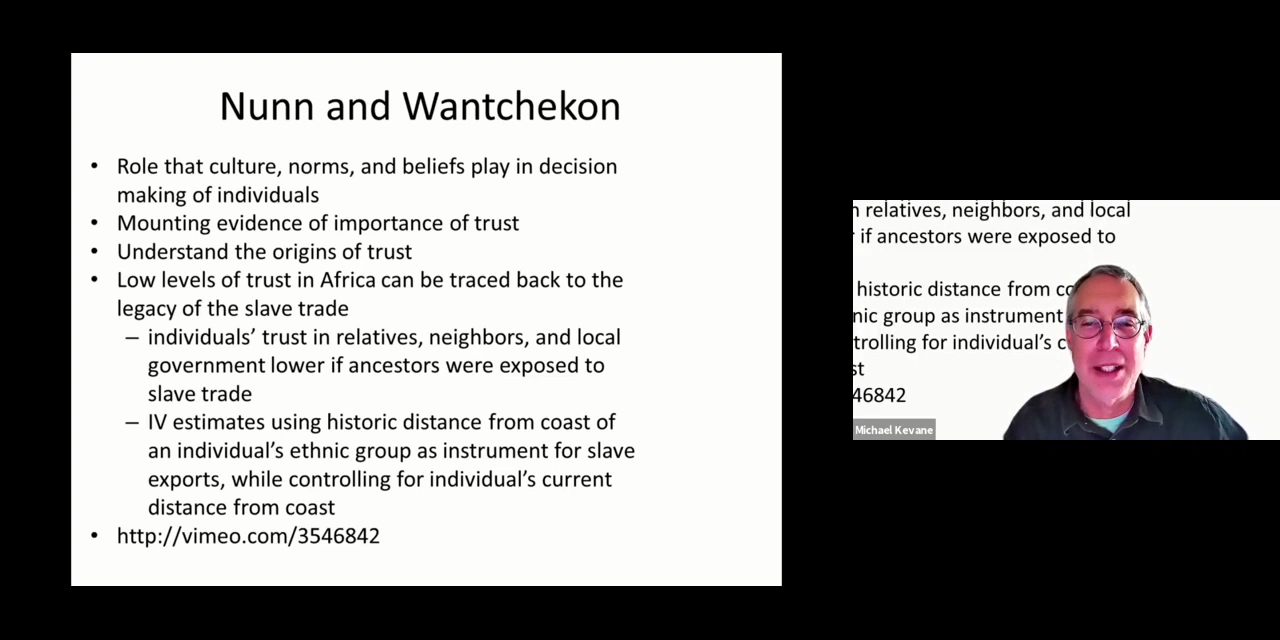 Nunn and Wantchekon
• Role that culture, norms, and beliefs play in decision
making of individuals
• Mounting evidence of importance of trust
• Understand the origins of trust
• Low levels of trust in Africa can be traced back to the
legacy of the slave trade
– individuals’ trust in relatives, neighbors, and local
government lower if ancestors were exposed to
slave trade
– IV estimates using historic distance from coast of
an individual’s ethnic group as instrument for slave
exports, while controlling for individual’s current
distance from coast
• http://vimeo.com/3546842
relatives, neighbors, and local
if ancestors were exposed to
historic distance from co
nic group as instrument
trolling for individual’s c
st
46842
Michael Kevane